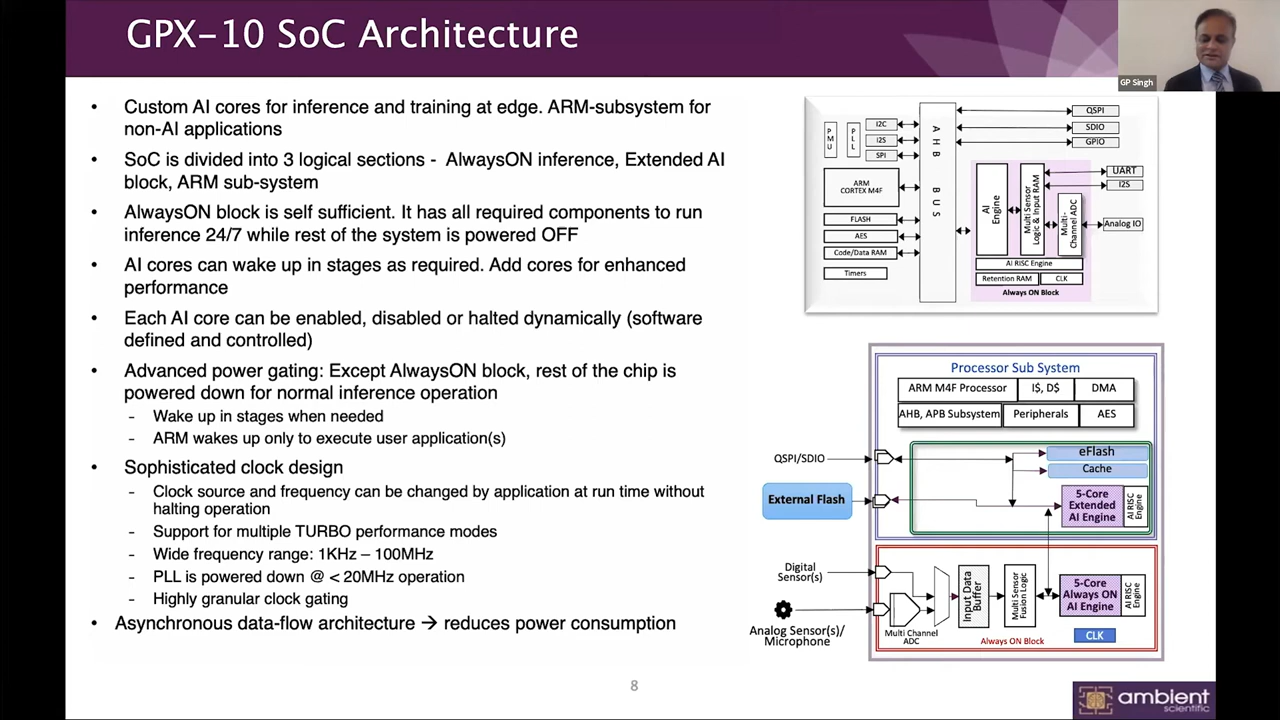 GPX-10 SoC Architecture
GP Singh
• Custom AI cores for inference and training at edge. ARM-subsystem for
non-AI applications
• SoC is divided into 3 logical sections - AlwaysON inference, Extended AI
block, ARM sub-system
• AlwaysON block is self sufficient. It has all required components to run
inference 24/7 while rest of the system is powered OFF
• AI cores can wake up in stages as required. Add cores for enhanced
performance
• Each AI core can be enabled, disabled or halted dynamically (software
defined and controlled)
• Advanced power gating: Except AlwaysON block, rest of the chip is
powered down for normal inference operation
- Wake up in stages when needed
- ARM wakes up only to execute user application(s)
• Sophisticated clock design
- Clock source and frequency can be changed by application at run time without
halting operation
- Support for multiple TURBO performance modes
- Wide frequency range: 1KHz – 100MHz
- PLL is powered down @ < 20MHz operation
- Highly granular clock gating
• Asynchronous data-flow architecture → reduces power consumption
PMU
PLL
I2C
I2S
SPI
ARM
CORTEX M4F
FLASH
AES
Code/Data RAM
Timers
AHB BUS
QSPI
SDIO
GPIO
UART
I2S
Analog IO
AI
Engine
Multi Sensor
Logic & Input RAM
Multi-
Channel ADC
AI RISC Engine
Retention RAM
CLK
Always ON Block
Processor Sub System
ARM M4F Processor
I$, D$
DMA
AHB, APB Subsystem
Peripherals
AES
QSPI/SDIO
eFlash
Cache
External Flash
5-Core
Extended
AI Engine
AI RISC
Engine
Digital
Sensor(s)
Analog Sensor(s)/
Microphone
Multi Channel
ADC
Input Data
Buffer
Multi Sensor
Fusion Logic
5-Core
Always ON
AI Engine
AI RISC
Engine
Always ON Block
CLK
8
ambient
scientific